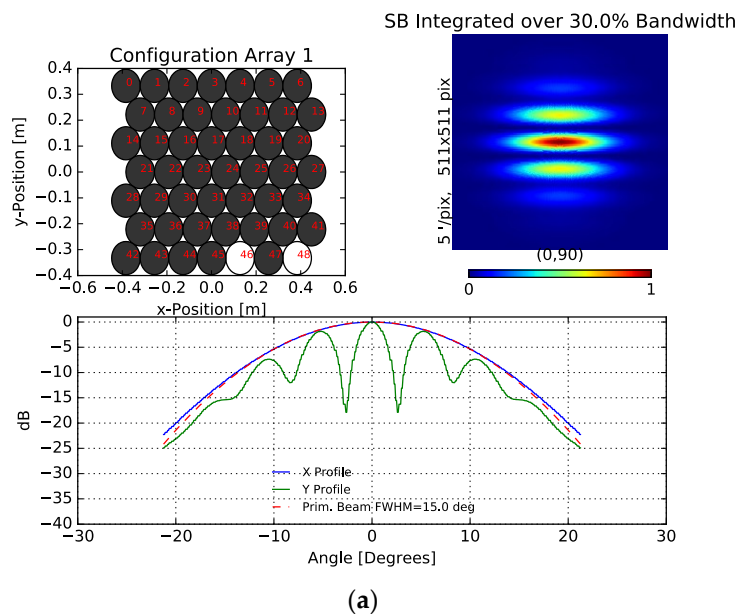 SB Integrated over 30.0% Bandwidth
Configuration Array 1
0.4
0.3
0.2
0.1
0.0
−0.1
−0.2
−0.3
−0.4
y-Position [m]
0 1 2 3 4 5 6
7 8 9 10 11 12 13
14 15 16 17 18 19 20
21 22 23 24 25 26 27
28 29 30 31 32 33 34
35 36 37 38 39 40 41
42 43 44 45 46 47 48
−0.6 −0.4 −0.2 0.0 0.2 0.4 0.6
x-Position [m]
5 '/pix, 511x511 pix
(0,90)
0 1
0
−5
−10
−15
−20
−25
−30
−35
−40
dB
X Profile
Y Profile
Prim. Beam FWHM=15.0 deg
−30 −20 −10 0 10 20 30
Angle [Degrees]
(a)